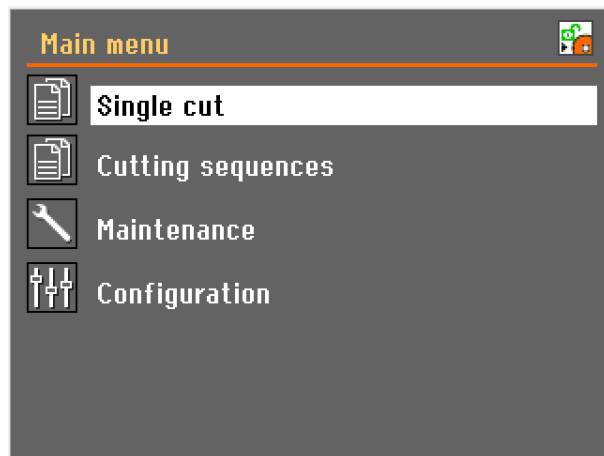 Main menu
Single cut
Cutting sequences
Maintenance
Configuration